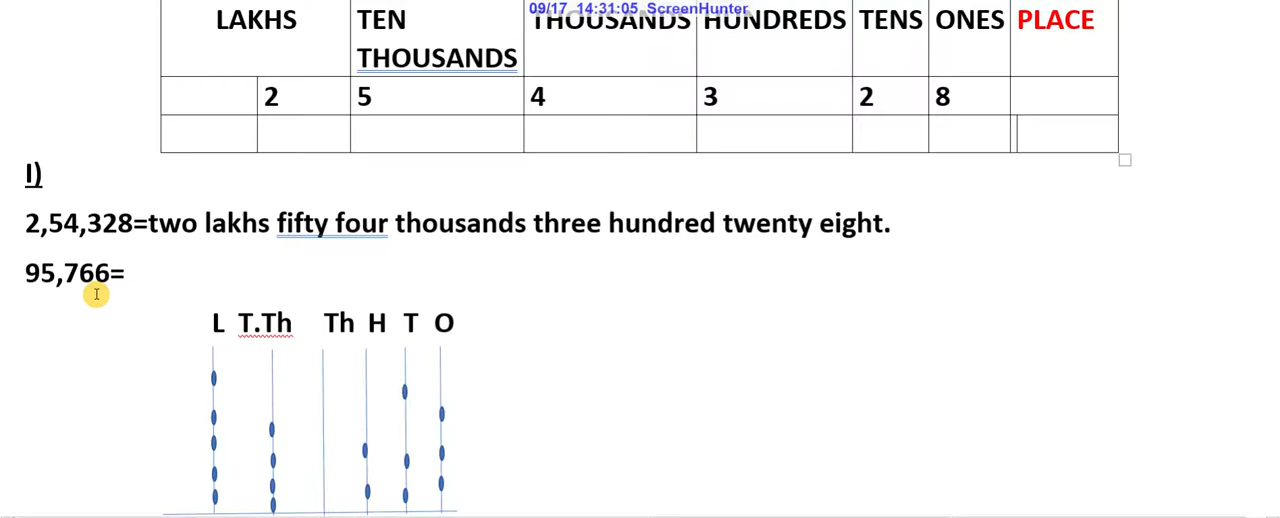 09/17 14:31:05 ScreenHunter
LAKHS TEN THOUSANDS THOUSANDS HUNDREDS TENS ONES PLACE
2 5 4 3 2 8
I)
2,54,328=two lakhs fifty four thousands three hundred twenty eight.
95,766=
L T.Th Th H T O